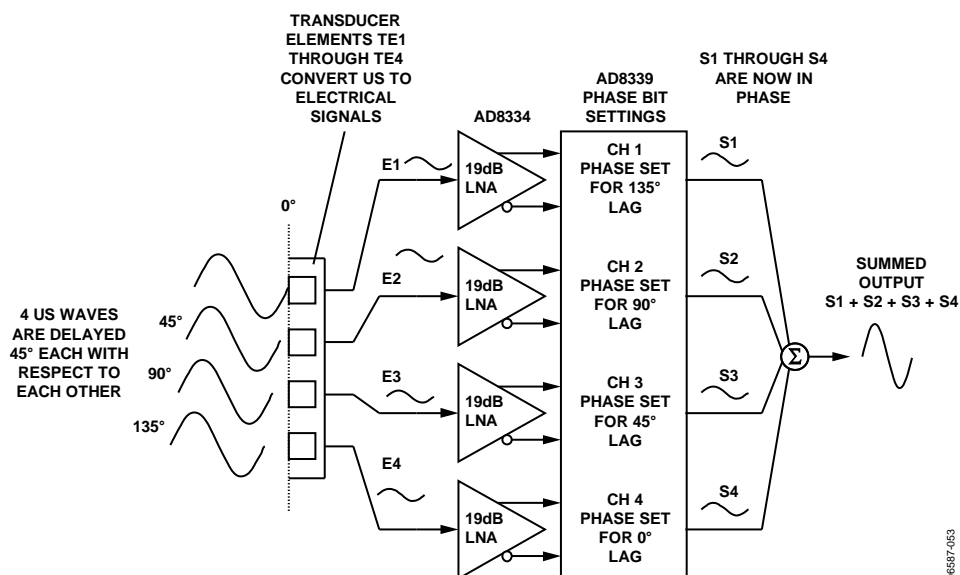 TRANSDUCER
ELEMENTS TE1
THROUGH TE4
CONVERT US TO
ELECTRICAL
SIGNALS
AD8334
AD8339
PHASE BIT
SETTINGS
S1 THROUGH S4
ARE NOW IN
PHASE
0°
4 US WAVES
ARE DELAYED
45° EACH WITH
RESPECT TO
EACH OTHER
45°
90°
135°
E1
19dB
LNA
CH 1
PHASE SET
FOR 135°
LAG
S1
E2
19dB
LNA
CH 2
PHASE SET
FOR 90°
LAG
S2
E3
19dB
LNA
CH 3
PHASE SET
FOR 45°
LAG
S3
E4
19dB
LNA
CH 4
PHASE SET
FOR 0°
LAG
S4
Σ
SUMMED
OUTPUT
S1 + S2 + S3 + S4
06587-053